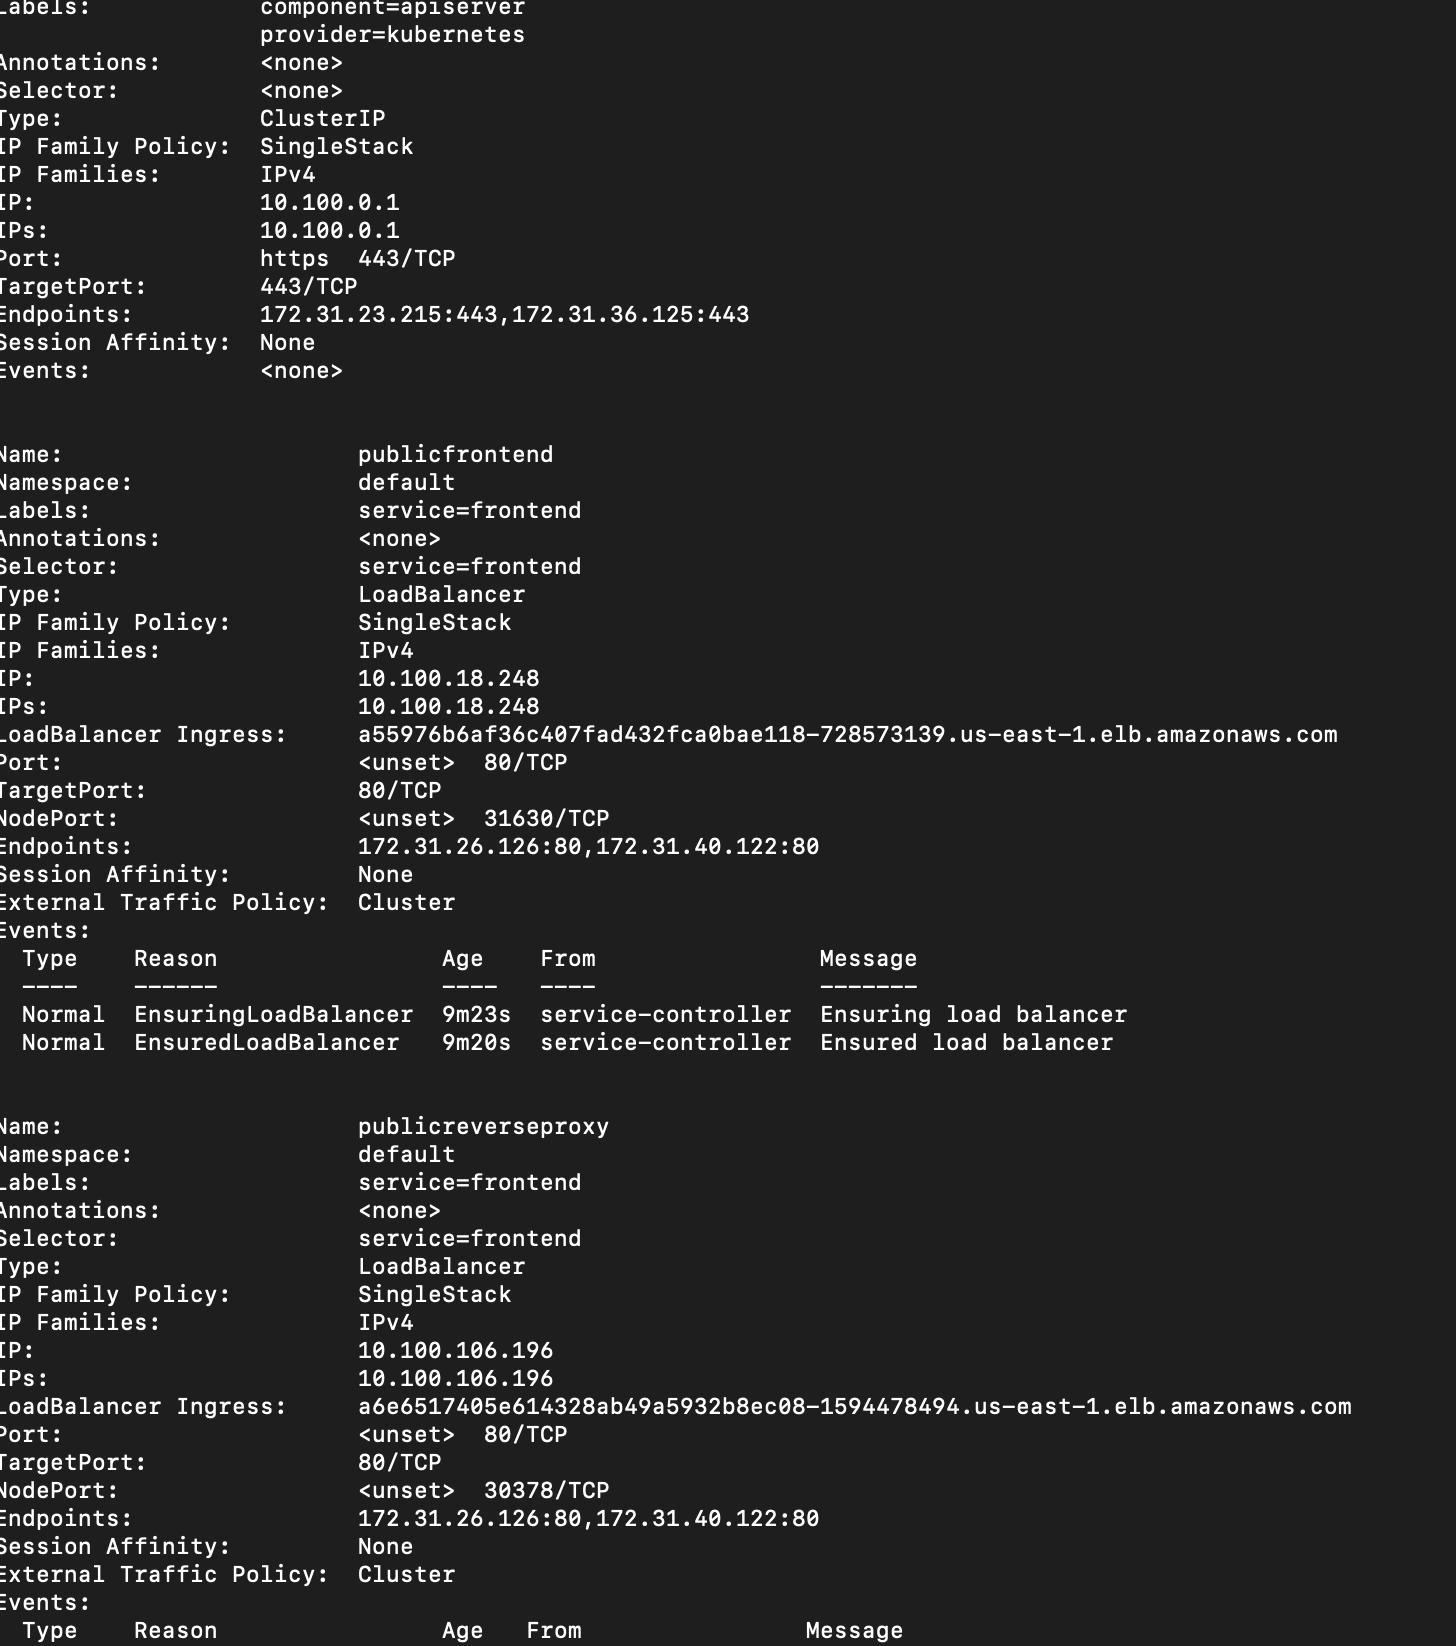 Labels: component=apiserver
provider=kubernetes
Annotations: <none>
Selector: <none>
Type: ClusterIP
IP Family Policy: SingleStack
IP Families: IPv4
IP: 10.100.0.1
IPs: 10.100.0.1
Port: https 443/TCP
TargetPort: 443/TCP
Endpoints: 172.31.23.215:443,172.31.36.125:443
Session Affinity: None
Events: <none>
Name: publicfrontend
Namespace: default
Labels: service=frontend
Annotations: <none>
Selector: service=frontend
Type: LoadBalancer
IP Family Policy: SingleStack
IP Families: IPv4
IP: 10.100.18.248
IPs: 10.100.18.248
LoadBalancer Ingress: a55976b6af36c407fad432fca0bae118-728573139.us-east-1.elb.amazonaws.com
Port: <unset> 80/TCP
TargetPort: 80/TCP
NodePort: <unset> 31630/TCP
Endpoints: 172.31.26.126:80,172.31.40.122:80
Session Affinity: None
External Traffic Policy: Cluster
Events:
Type Reason Age From Message
---- ------ ---- ---- -------
Normal EnsuringLoadBalancer 9m23s service-controller Ensuring load balancer
Normal EnsuredLoadBalancer 9m20s service-controller Ensured load balancer
Name: publicreverseproxy
Namespace: default
Labels: service=frontend
Annotations: <none>
Selector: service=frontend
Type: LoadBalancer
IP Family Policy: SingleStack
IP Families: IPv4
IP: 10.100.106.196
IPs: 10.100.106.196
LoadBalancer Ingress: a6e6517405e614328ab49a5932b8ec08-1594478494.us-east-1.elb.amazonaws.com
Port: <unset> 80/TCP
TargetPort: 80/TCP
NodePort: <unset> 30378/TCP
Endpoints: 172.31.26.126:80,172.31.40.122:80
Session Affinity: None
External Traffic Policy: Cluster
Events:
Type Reason Age From Message